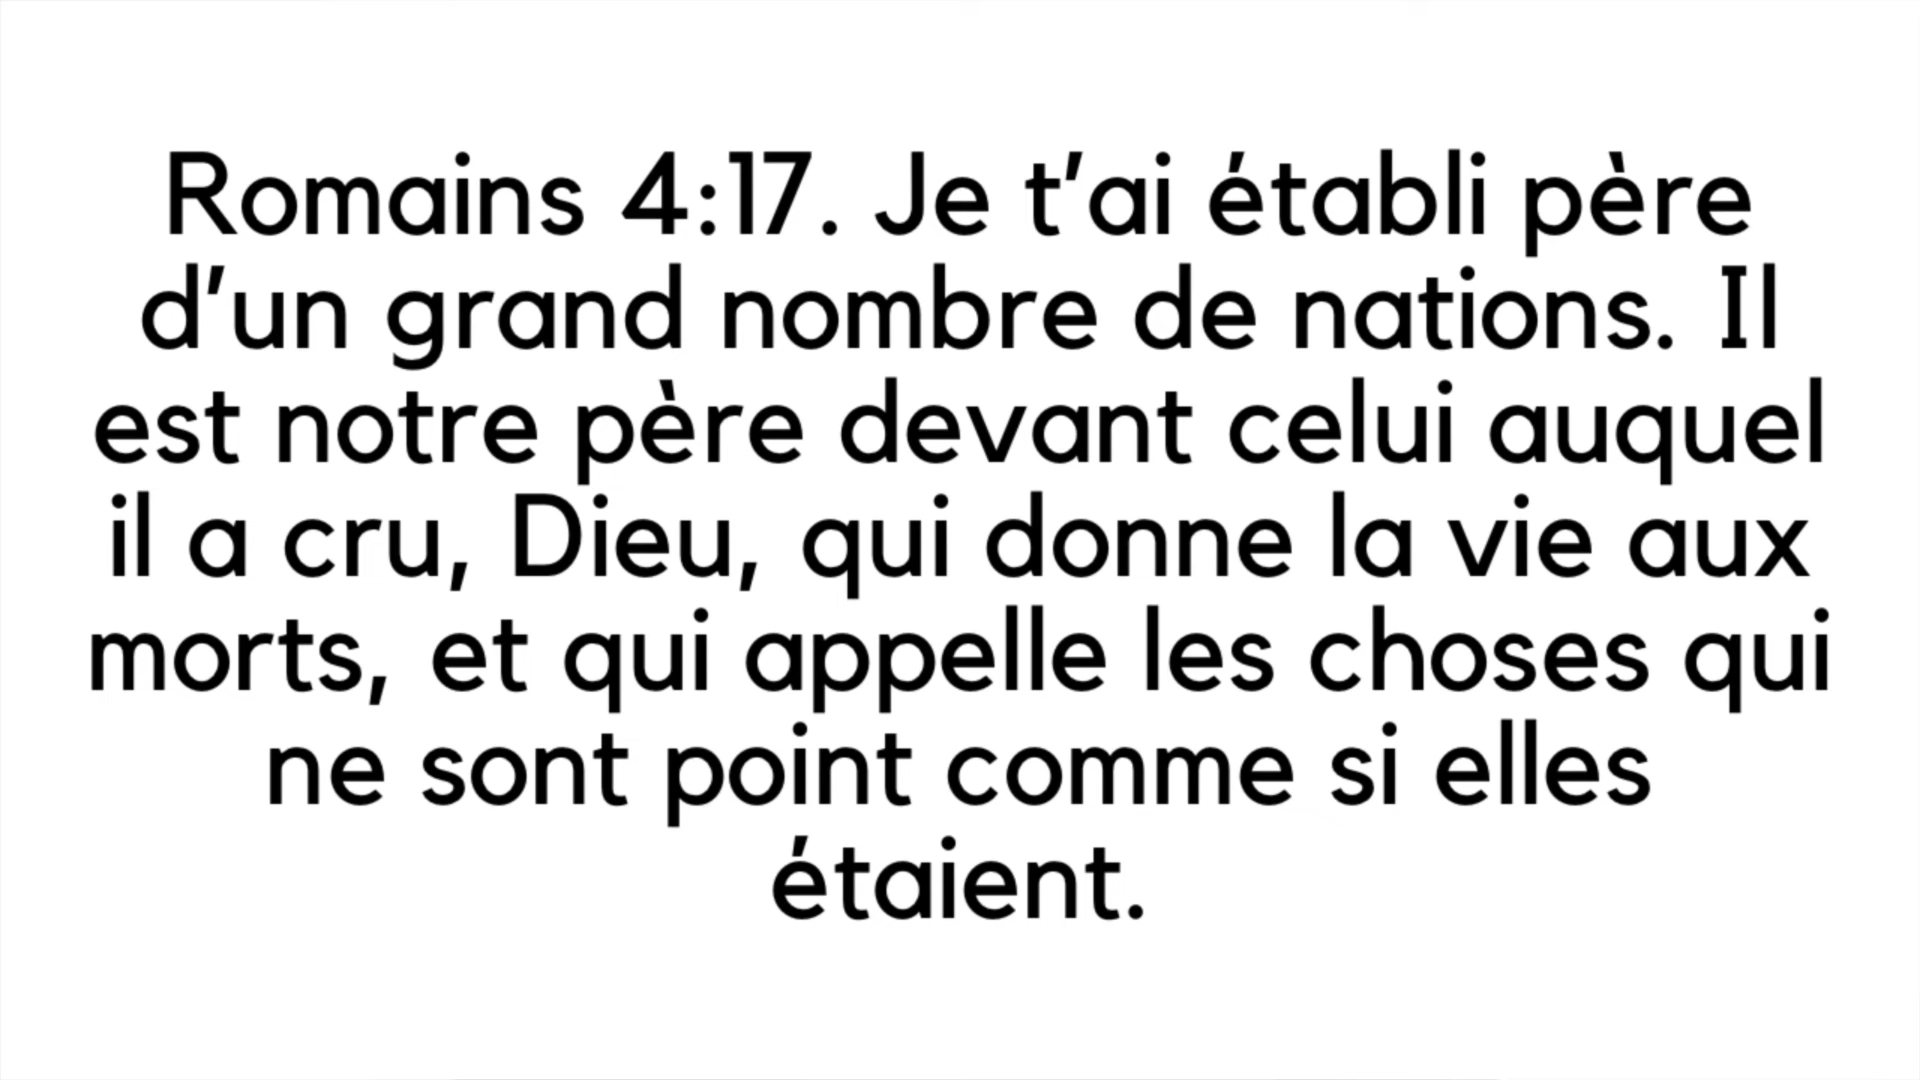 Romains 4:17. Je t’ai établi père
d’un grand nombre de nations. Il
est notre père devant celui auquel
il a cru, Dieu, qui donne la vie aux
morts, et qui appelle les choses qui
ne sont point comme si elles
étaient.